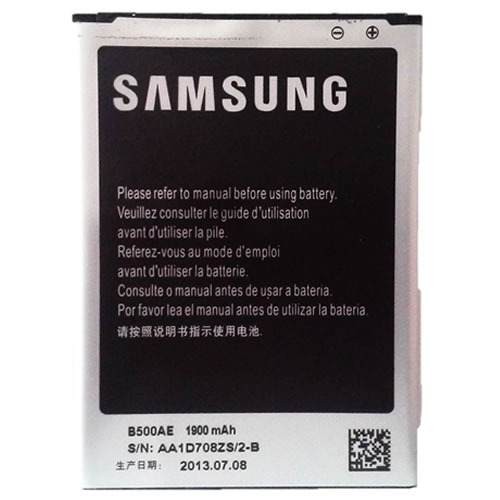 ⊖ ⊕
SAMSUNG
Please refer to manual before using battery.
Veuillez consulter le guide d'utilisation
avant d'utiliser la pile.
Referez-vous au mode d'emploi
avant d'utiliser la batterie.
Consulte o manual antes de usar a bateria.
Por favor lea el manual antes de utilizar la bateria.
请按照说明书指示使用电池.
B500AE 1900 mAh
S/N: AA1D708ZS/2-B
生产日期: 2013.07.08